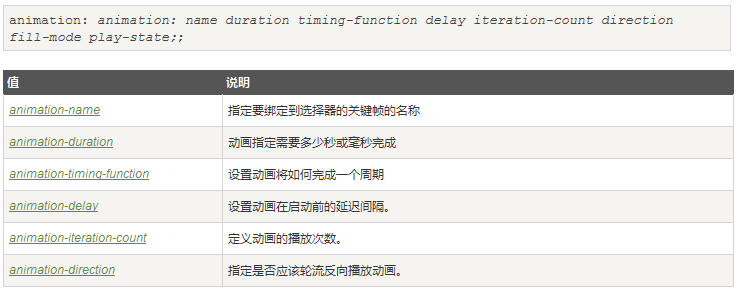 animation: animation: name duration timing-function delay iteration-count direction
fill-mode play-state;;
值 说明
animation-name 指定要绑定到选择器的关键帧的名称
animation-duration 动画指定需要多少秒或毫秒完成
animation-timing-function 设置动画将如何完成一个周期
animation-delay 设置动画在启动前的延迟间隔。
animation-iteration-count 定义动画的播放次数。
animation-direction 指定是否应该轮流反向播放动画。